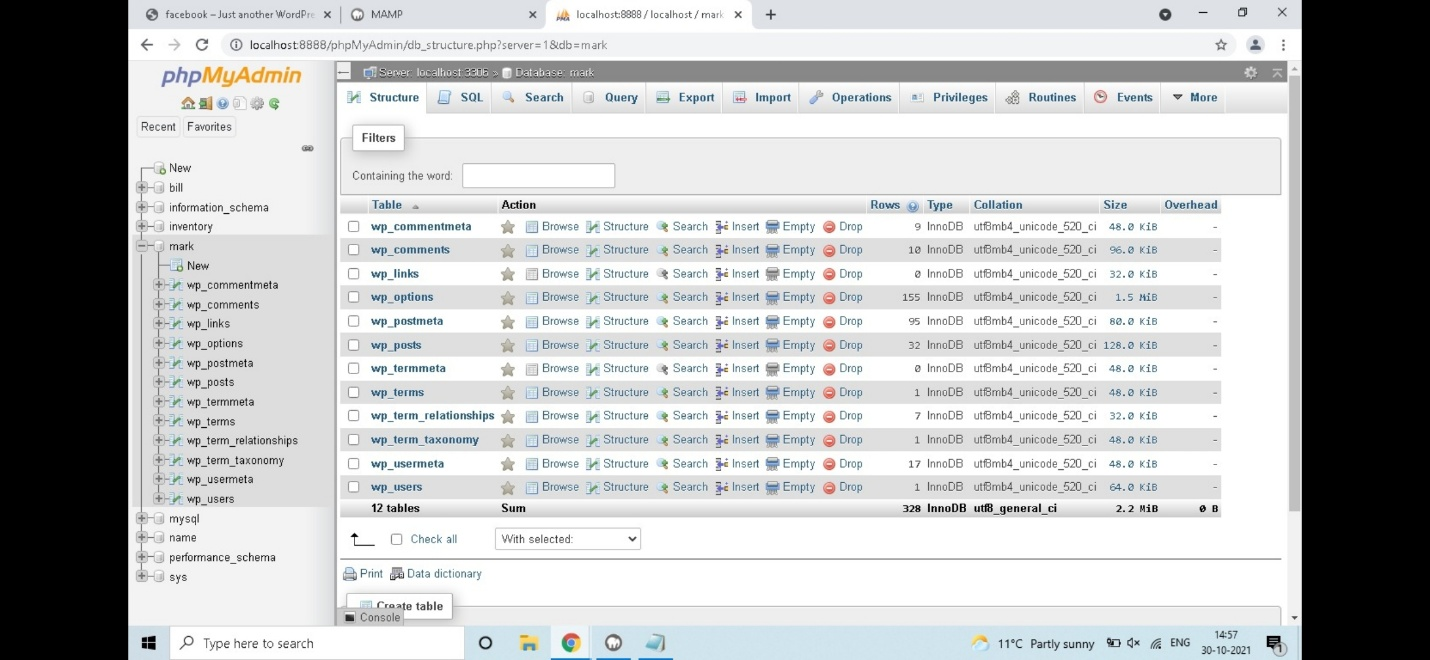 facebook – Just another WordPre
MAMP
localhost:8888 / localhost / mark
localhost:8888/phpMyAdmin/db_structure.php?server=1&db=mark
phpMyAdmin
Recent Favorites
New
bill
information_schema
inventory
mark
New
wp_commentmeta
wp_comments
wp_links
wp_options
wp_postmeta
wp_posts
wp_termmeta
wp_terms
wp_term_relationships
wp_term_taxonomy
wp_usermeta
wp_users
mysql
name
performance_schema
sys
Server: localhost:3306 » Database: mark
Structure SQL Search Query Export Import Operations Privileges Routines Events More
Filters
Containing the word:
Table Action Rows Type Collation Size Overhead
wp_commentmeta Browse Structure Search Insert Empty Drop 9 InnoDB utf8mb4_unicode_520_ci 48.0 KiB -
wp_comments Browse Structure Search Insert Empty Drop 10 InnoDB utf8mb4_unicode_520_ci 96.0 KiB -
wp_links Browse Structure Search Insert Empty Drop 0 InnoDB utf8mb4_unicode_520_ci 32.0 KiB -
wp_options Browse Structure Search Insert Empty Drop 155 InnoDB utf8mb4_unicode_520_ci 1.5 MiB -
wp_postmeta Browse Structure Search Insert Empty Drop 95 InnoDB utf8mb4_unicode_520_ci 80.0 KiB -
wp_posts Browse Structure Search Insert Empty Drop 32 InnoDB utf8mb4_unicode_520_ci 128.0 KiB -
wp_termmeta Browse Structure Search Insert Empty Drop 0 InnoDB utf8mb4_unicode_520_ci 48.0 KiB -
wp_terms Browse Structure Search Insert Empty Drop 1 InnoDB utf8mb4_unicode_520_ci 48.0 KiB -
wp_term_relationships Browse Structure Search Insert Empty Drop 7 InnoDB utf8mb4_unicode_520_ci 32.0 KiB -
wp_term_taxonomy Browse Structure Search Insert Empty Drop 1 InnoDB utf8mb4_unicode_520_ci 48.0 KiB -
wp_usermeta Browse Structure Search Insert Empty Drop 17 InnoDB utf8mb4_unicode_520_ci 48.0 KiB -
wp_users Browse Structure Search Insert Empty Drop 1 InnoDB utf8mb4_unicode_520_ci 64.0 KiB -
12 tables Sum 328 InnoDB utf8_general_ci 2.2 MiB 0 B
Check all With selected:
Print Data dictionary
Create table
Console
Type here to search
11°C Partly sunny ENG 14:57
30-10-2021
1